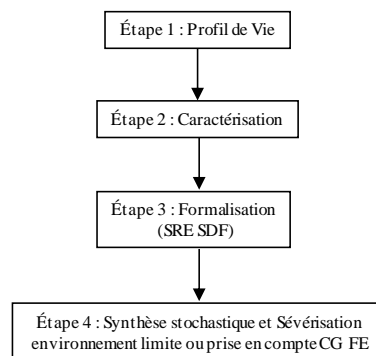 Étape 1 : Profil de Vie
Étape 2 : Caractérisation
Étape 3 : Formalisation
(SRE SDF)
Étape 4 : Synthèse stochastique et Sévérisation
environnement limite ou prise en compte CG FE